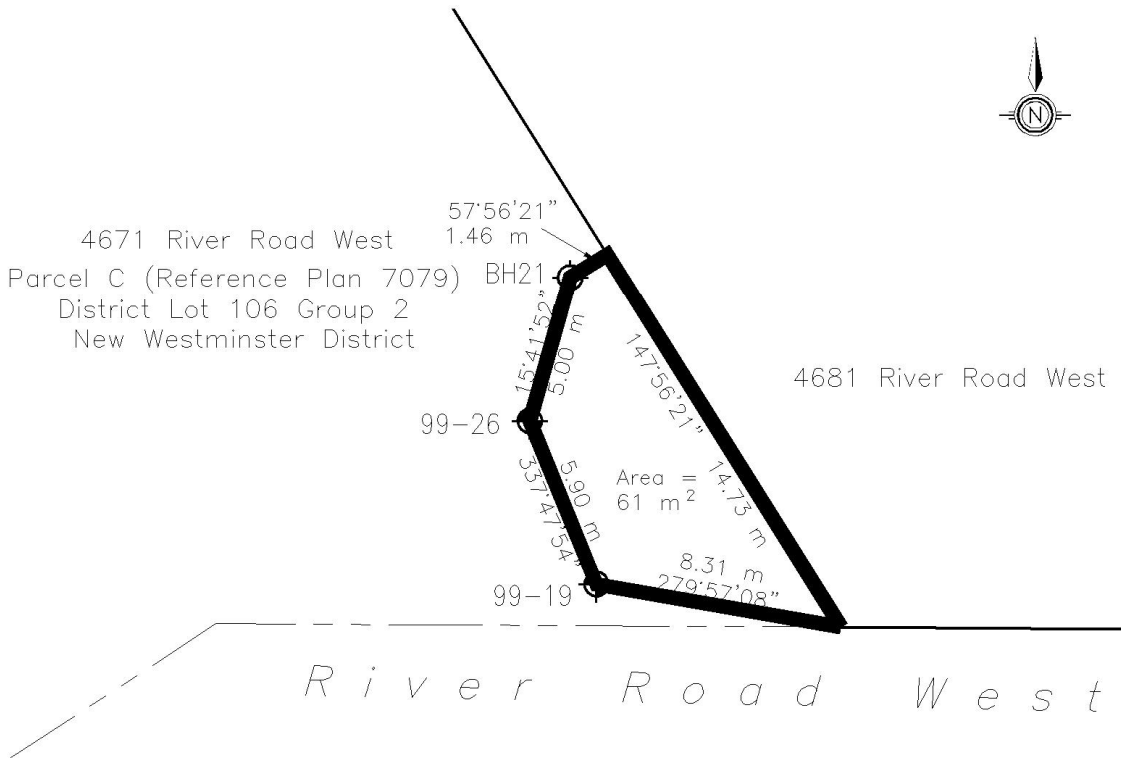 N
57°56'21"
1.46 m
4671 River Road West
Parcel C (Reference Plan 7079)
District Lot 106 Group 2
New Westminster District
BH21
15°41'52"
5.00 m
147°56'21"
14.73 m
4681 River Road West
99-26
337°47'54"
5.90 m
Area =
61 m²
8.31 m
279°57'08"
99-19
River Road West